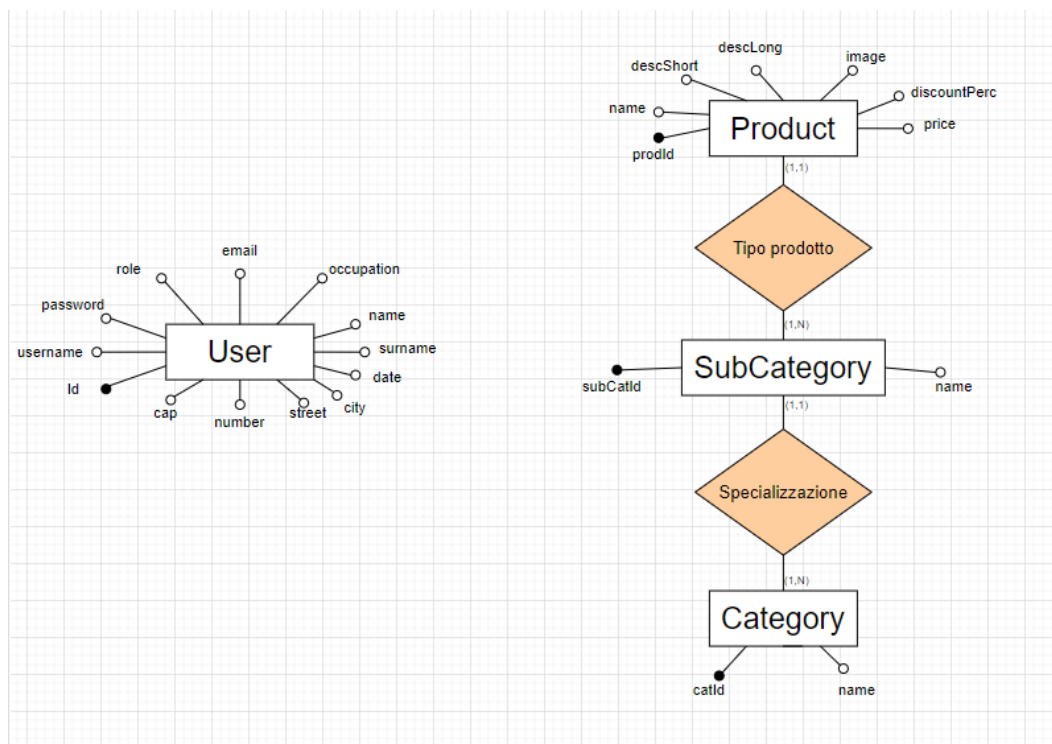 descLong
descShort
image
discountPerc
name
Product
price
prodId
(1,1)
Tipo prodotto
(1,N)
SubCategory
subCatId
name
(1,1)
Specializzazione
(1,N)
Category
catId
name
email
role
occupation
password
name
username
User
surname
Id
date
cap
number
street
city